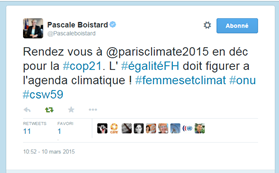 Pascale Boistard
@Pascaleboistard
Abonné
Rendez vous à @parisclimate2015 en déc
pour la #cop21. L' #égalitéFH doit figurer a
l'agenda climatique ! #femmesetclimat #onu
#csw59
RETWEETS
FAVORI
11
1
10:52 - 10 mars 2015